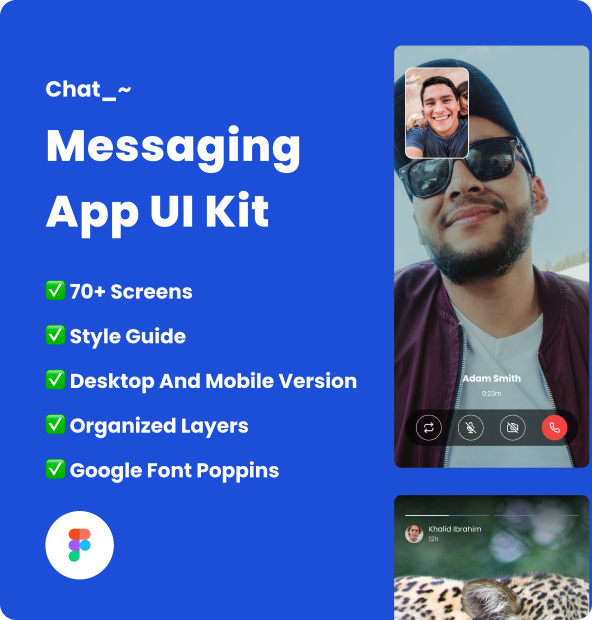 Chat_~
Messaging
App UI Kit
✅ 70+ Screens
✅ Style Guide
✅ Desktop And Mobile Version
✅ Organized Layers
✅ Google Font Poppins
Adam Smith
0:23m
Khalid Ibrahim
12h